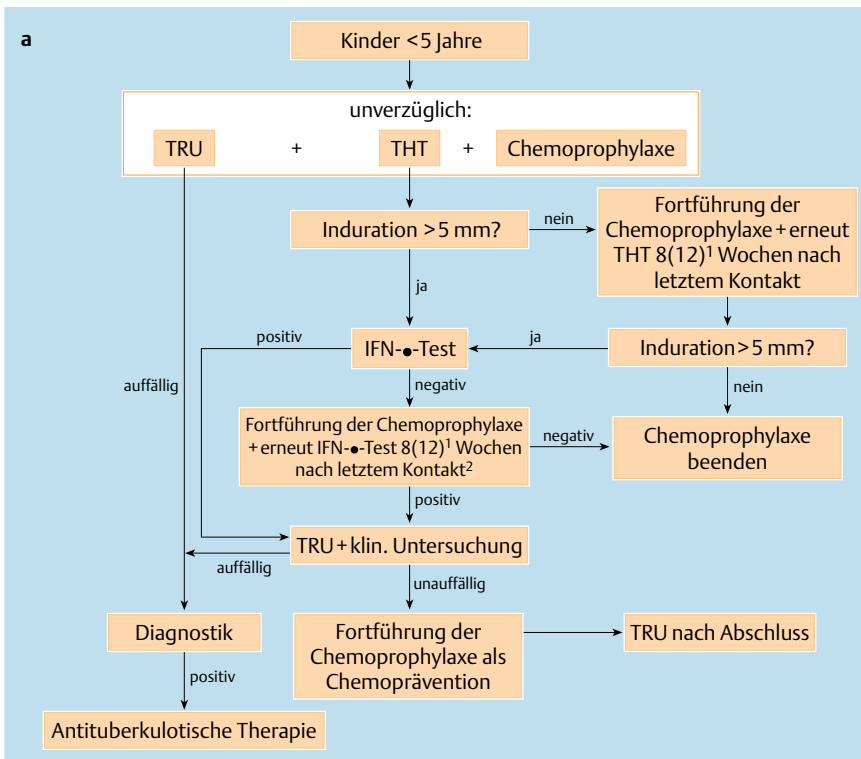 a
Kinder <5 Jahre
unverzüglich:
TRU + THT + Chemoprophylaxe
Induration >5 mm?
nein
Fortführung der
Chemoprophylaxe + erneut
THT 8(12)¹ Wochen nach
letztem Kontakt
ja
positiv
IFN-●-Test
ja
Induration >5 mm?
auffällig
negativ
nein
Fortführung der Chemoprophylaxe
+ erneut IFN-●-Test 8(12)¹ Wochen
nach letztem Kontakt²
negativ
Chemoprophylaxe
beenden
positiv
TRU + klin. Untersuchung
auffällig
unauffällig
Diagnostik
Fortführung der
Chemoprophylaxe als
Chemoprävention
TRU nach Abschluss
positiv
Antituberkulotische Therapie